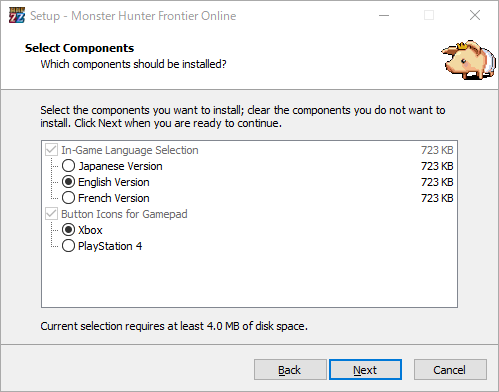 Setup - Monster Hunter Frontier Online
Select Components
Which components should be installed?
Select the components you want to install; clear the components you do not want to
install. Click Next when you are ready to continue.
In-Game Language Selection 723 KB
Japanese Version 723 KB
English Version 723 KB
French Version 723 KB
Button Icons for Gamepad
Xbox
PlayStation 4
Current selection requires at least 4.0 MB of disk space.
Back Next Cancel